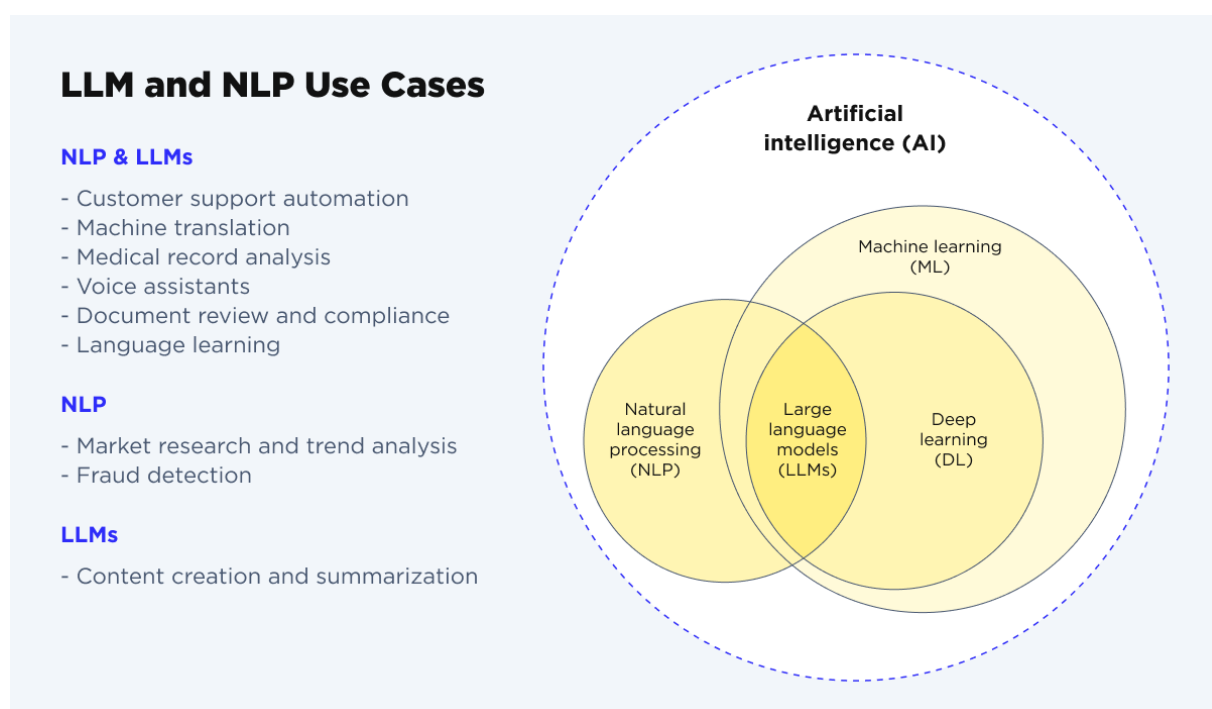 LLM and NLP Use Cases
NLP & LLMs
- Customer support automation
- Machine translation
- Medical record analysis
- Voice assistants
- Document review and compliance
- Language learning
NLP
- Market research and trend analysis
- Fraud detection
LLMs
- Content creation and summarization
Artificial
intelligence (AI)
Machine learning
(ML)
Natural
language
processing
(NLP)
Large
language
models
(LLMs)
Deep
learning
(DL)